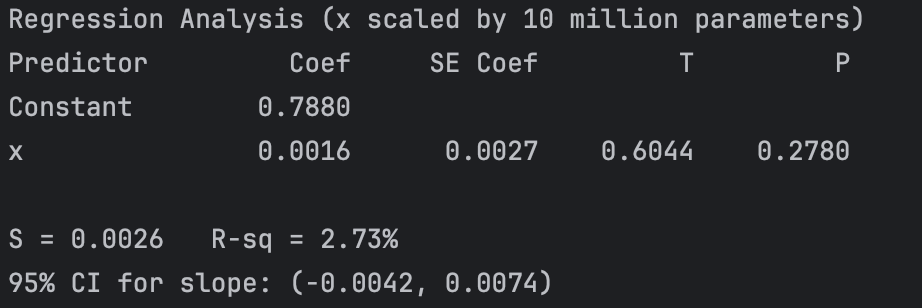 Regression Analysis (x scaled by 10 million parameters)
Predictor Coef SE Coef T P
Constant 0.7880
x 0.0016 0.0027 0.6044 0.2780
S = 0.0026 R-sq = 2.73%
95% CI for slope: (-0.0042, 0.0074)